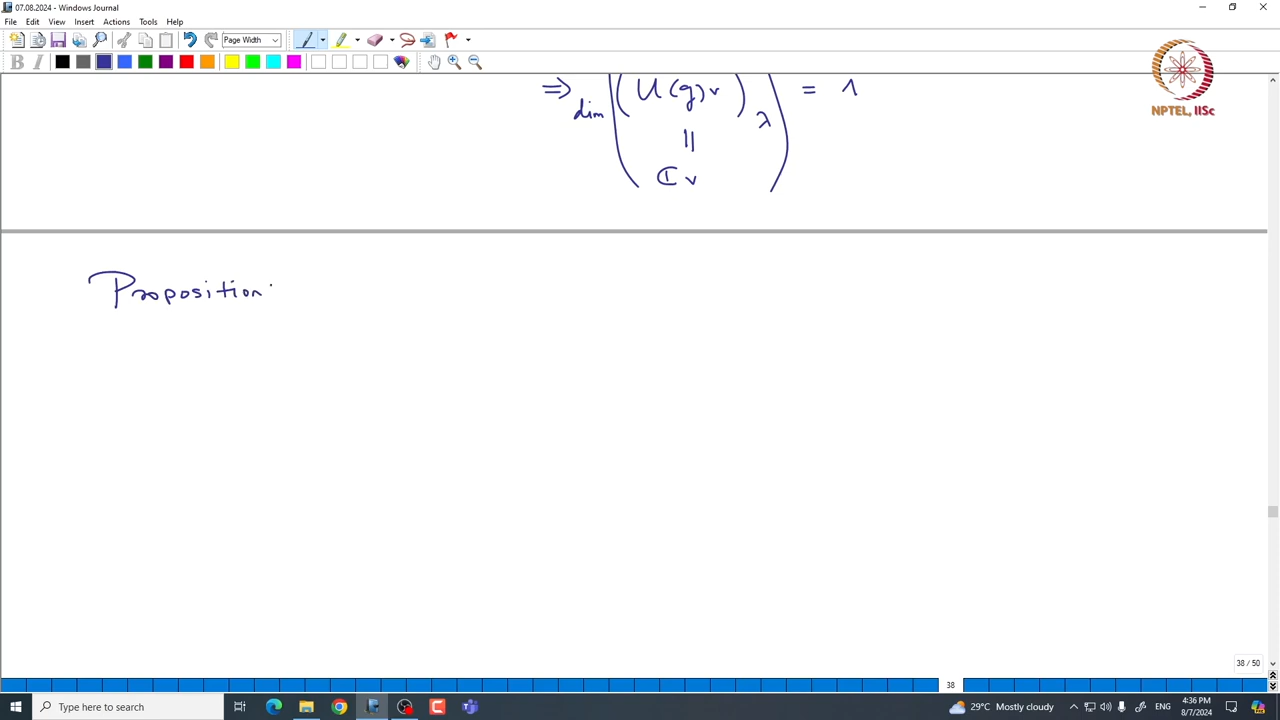 07.08.2024 - Windows Journal
File Edit View Insert Actions Tools Help
Page Width
B I
NPTEL, IISc
⇒ dim ( ( U(g)v )λ = 1
||
ℂv )
Proposition:
38 / 50
38
Type here to search
29°C Mostly cloudy
ENG
4:36 PM
8/7/2024